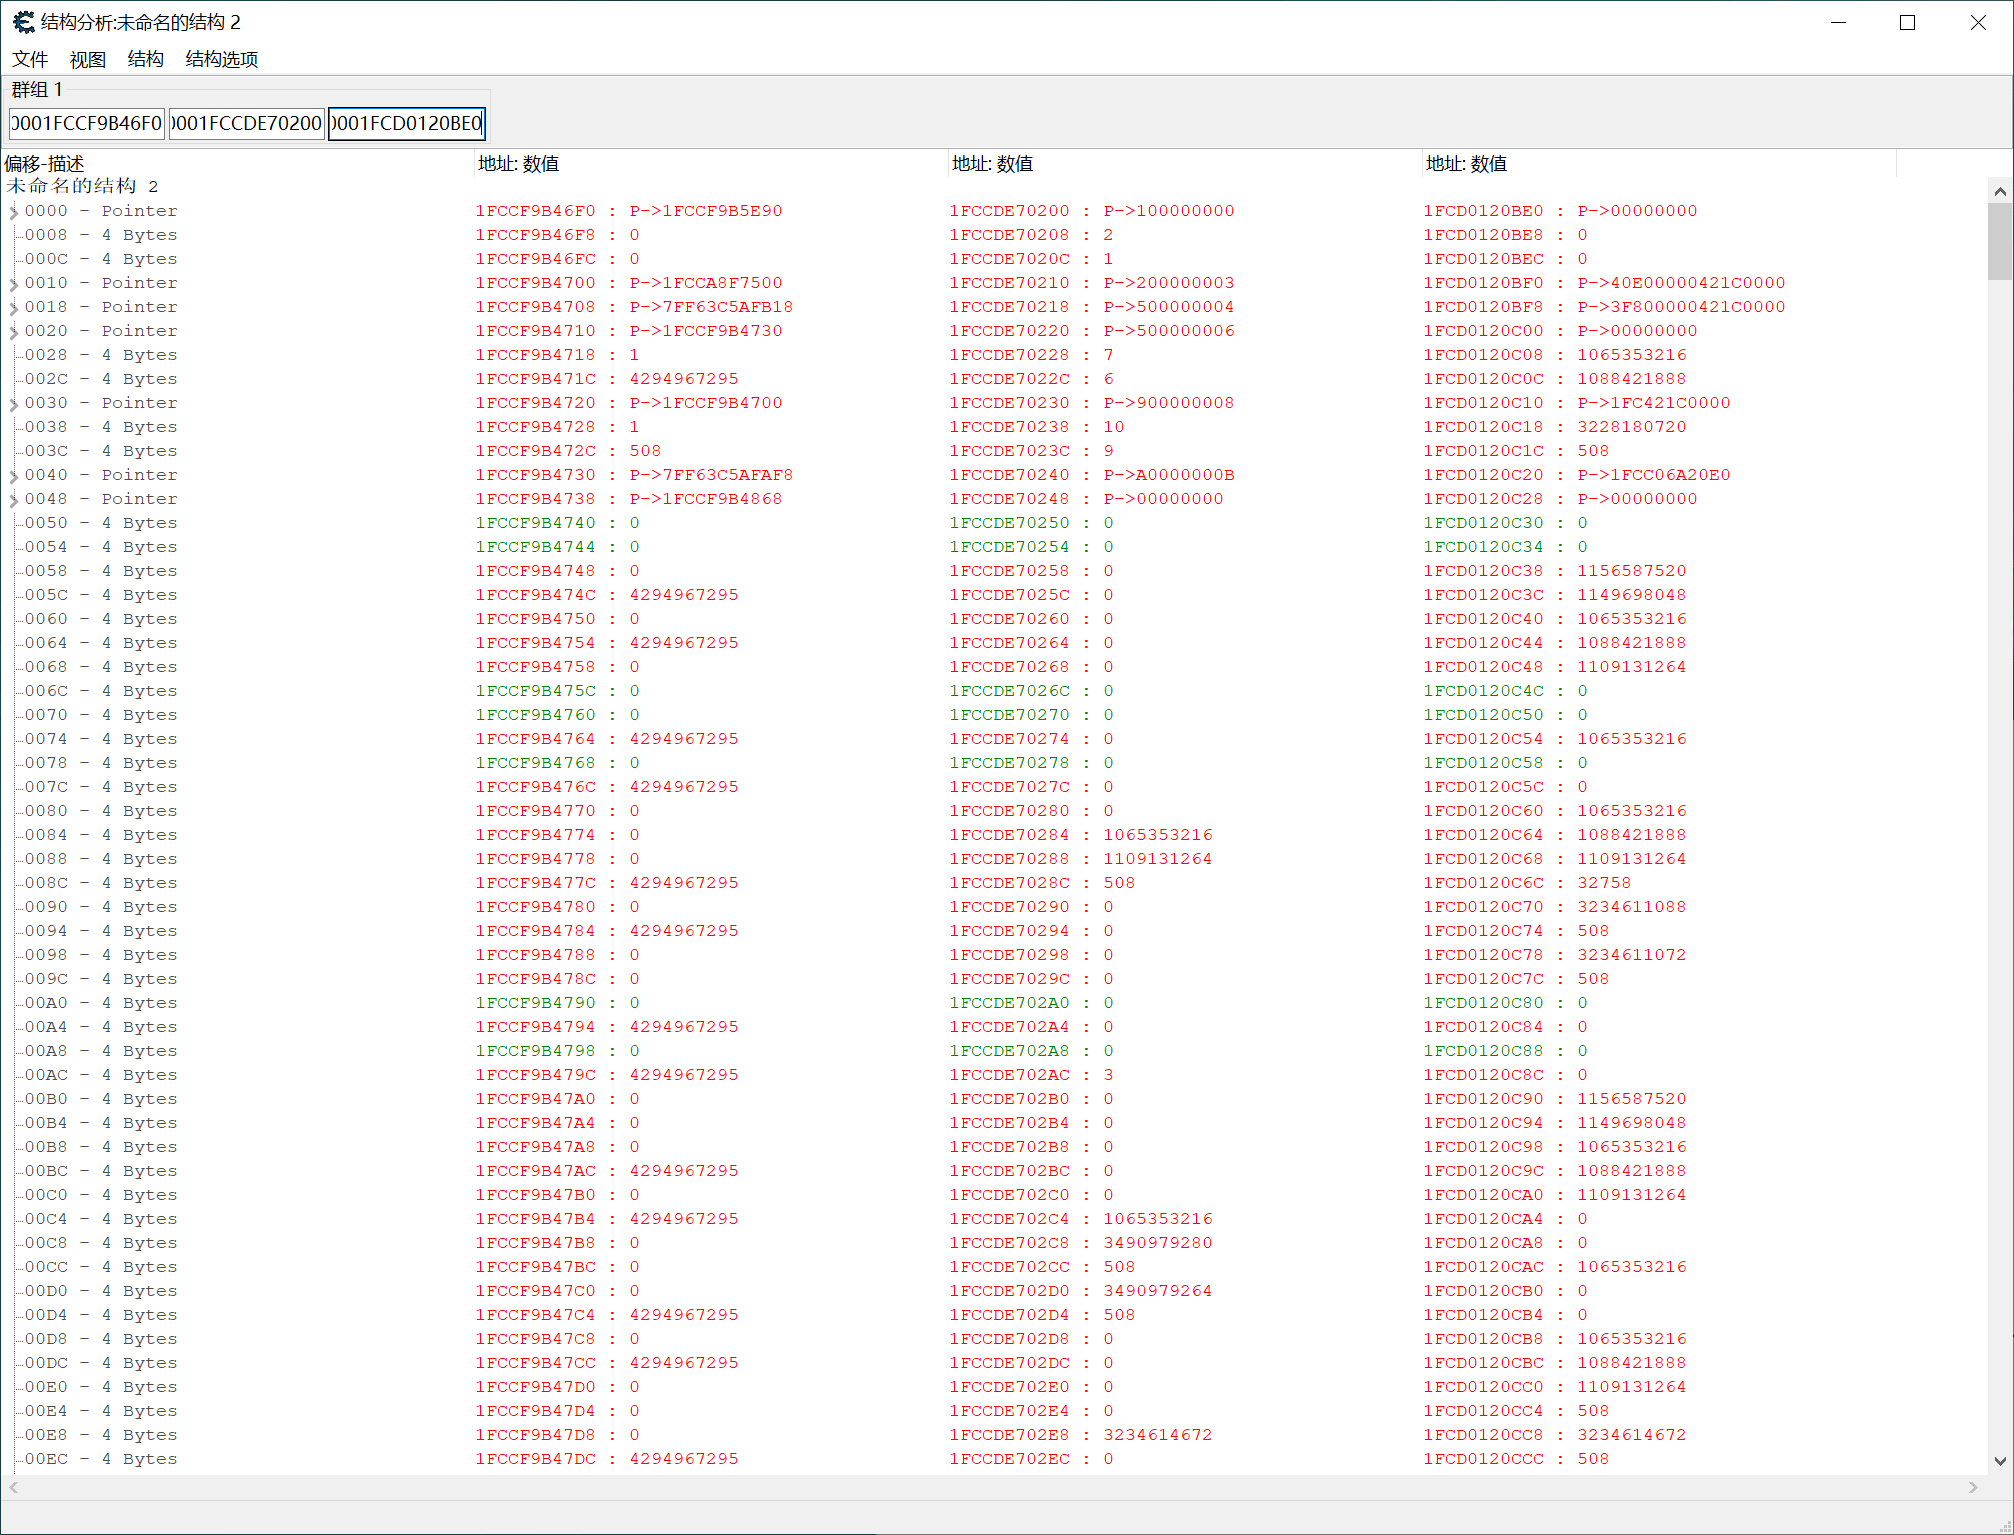 结构分析:未命名的结构 2
文件 视图 结构 结构选项
群组 1
0001FCCF9B46F0 0001FCCDE70200 0001FCD0120BE0
偏移-描述 地址: 数值 地址: 数值 地址: 数值
未命名的结构 2
0000 - Pointer 1FCCF9B46F0 : P->1FCCF9B5E90 1FCCDE70200 : P->100000000 1FCD0120BE0 : P->00000000
0008 - 4 Bytes 1FCCF9B46F8 : 0 1FCCDE70208 : 2 1FCD0120BE8 : 0
000C - 4 Bytes 1FCCF9B46FC : 0 1FCCDE7020C : 1 1FCD0120BEC : 0
0010 - Pointer 1FCCF9B4700 : P->1FCCA8F7500 1FCCDE70210 : P->200000003 1FCD0120BF0 : P->40E00000421C0000
0018 - Pointer 1FCCF9B4708 : P->7FF63C5AFB18 1FCCDE70218 : P->500000004 1FCD0120BF8 : P->3F800000421C0000
0020 - Pointer 1FCCF9B4710 : P->1FCCF9B4730 1FCCDE70220 : P->500000006 1FCD0120C00 : P->00000000
0028 - 4 Bytes 1FCCF9B4718 : 1 1FCCDE70228 : 7 1FCD0120C08 : 1065353216
002C - 4 Bytes 1FCCF9B471C : 4294967295 1FCCDE7022C : 6 1FCD0120C0C : 1088421888
0030 - Pointer 1FCCF9B4720 : P->1FCCF9B4700 1FCCDE70230 : P->900000008 1FCD0120C10 : P->1FC421C0000
0038 - 4 Bytes 1FCCF9B4728 : 1 1FCCDE70238 : 10 1FCD0120C18 : 3228180720
003C - 4 Bytes 1FCCF9B472C : 508 1FCCDE7023C : 9 1FCD0120C1C : 508
0040 - Pointer 1FCCF9B4730 : P->7FF63C5AFAF8 1FCCDE70240 : P->A0000000B 1FCD0120C20 : P->1FCC06A20E0
0048 - Pointer 1FCCF9B4738 : P->1FCCF9B4868 1FCCDE70248 : P->00000000 1FCD0120C28 : P->00000000
0050 - 4 Bytes 1FCCF9B4740 : 0 1FCCDE70250 : 0 1FCD0120C30 : 0
0054 - 4 Bytes 1FCCF9B4744 : 0 1FCCDE70254 : 0 1FCD0120C34 : 0
0058 - 4 Bytes 1FCCF9B4748 : 0 1FCCDE70258 : 0 1FCD0120C38 : 1156587520
005C - 4 Bytes 1FCCF9B474C : 4294967295 1FCCDE7025C : 0 1FCD0120C3C : 1149698048
0060 - 4 Bytes 1FCCF9B4750 : 0 1FCCDE70260 : 0 1FCD0120C40 : 1065353216
0064 - 4 Bytes 1FCCF9B4754 : 4294967295 1FCCDE70264 : 0 1FCD0120C44 : 1088421888
0068 - 4 Bytes 1FCCF9B4758 : 0 1FCCDE70268 : 0 1FCD0120C48 : 1109131264
006C - 4 Bytes 1FCCF9B475C : 0 1FCCDE7026C : 0 1FCD0120C4C : 0
0070 - 4 Bytes 1FCCF9B4760 : 0 1FCCDE70270 : 0 1FCD0120C50 : 0
0074 - 4 Bytes 1FCCF9B4764 : 4294967295 1FCCDE70274 : 0 1FCD0120C54 : 1065353216
0078 - 4 Bytes 1FCCF9B4768 : 0 1FCCDE70278 : 0 1FCD0120C58 : 0
007C - 4 Bytes 1FCCF9B476C : 4294967295 1FCCDE7027C : 0 1FCD0120C5C : 0
0080 - 4 Bytes 1FCCF9B4770 : 0 1FCCDE70280 : 0 1FCD0120C60 : 1065353216
0084 - 4 Bytes 1FCCF9B4774 : 0 1FCCDE70284 : 1065353216 1FCD0120C64 : 1088421888
0088 - 4 Bytes 1FCCF9B4778 : 0 1FCCDE70288 : 1109131264 1FCD0120C68 : 1109131264
008C - 4 Bytes 1FCCF9B477C : 4294967295 1FCCDE7028C : 508 1FCD0120C6C : 32758
0090 - 4 Bytes 1FCCF9B4780 : 0 1FCCDE70290 : 0 1FCD0120C70 : 3234611088
0094 - 4 Bytes 1FCCF9B4784 : 4294967295 1FCCDE70294 : 0 1FCD0120C74 : 508
0098 - 4 Bytes 1FCCF9B4788 : 0 1FCCDE70298 : 0 1FCD0120C78 : 3234611072
009C - 4 Bytes 1FCCF9B478C : 0 1FCCDE7029C : 0 1FCD0120C7C : 508
00A0 - 4 Bytes 1FCCF9B4790 : 0 1FCCDE702A0 : 0 1FCD0120C80 : 0
00A4 - 4 Bytes 1FCCF9B4794 : 4294967295 1FCCDE702A4 : 0 1FCD0120C84 : 0
00A8 - 4 Bytes 1FCCF9B4798 : 0 1FCCDE702A8 : 0 1FCD0120C88 : 0
00AC - 4 Bytes 1FCCF9B479C : 4294967295 1FCCDE702AC : 3 1FCD0120C8C : 0
00B0 - 4 Bytes 1FCCF9B47A0 : 0 1FCCDE702B0 : 0 1FCD0120C90 : 1156587520
00B4 - 4 Bytes 1FCCF9B47A4 : 0 1FCCDE702B4 : 0 1FCD0120C94 : 1149698048
00B8 - 4 Bytes 1FCCF9B47A8 : 0 1FCCDE702B8 : 0 1FCD0120C98 : 1065353216
00BC - 4 Bytes 1FCCF9B47AC : 4294967295 1FCCDE702BC : 0 1FCD0120C9C : 1088421888
00C0 - 4 Bytes 1FCCF9B47B0 : 0 1FCCDE702C0 : 0 1FCD0120CA0 : 1109131264
00C4 - 4 Bytes 1FCCF9B47B4 : 4294967295 1FCCDE702C4 : 1065353216 1FCD0120CA4 : 0
00C8 - 4 Bytes 1FCCF9B47B8 : 0 1FCCDE702C8 : 3490979280 1FCD0120CA8 : 0
00CC - 4 Bytes 1FCCF9B47BC : 0 1FCCDE702CC : 508 1FCD0120CAC : 1065353216
00D0 - 4 Bytes 1FCCF9B47C0 : 0 1FCCDE702D0 : 3490979264 1FCD0120CB0 : 0
00D4 - 4 Bytes 1FCCF9B47C4 : 4294967295 1FCCDE702D4 : 508 1FCD0120CB4 : 0
00D8 - 4 Bytes 1FCCF9B47C8 : 0 1FCCDE702D8 : 0 1FCD0120CB8 : 1065353216
00DC - 4 Bytes 1FCCF9B47CC : 4294967295 1FCCDE702DC : 0 1FCD0120CBC : 1088421888
00E0 - 4 Bytes 1FCCF9B47D0 : 0 1FCCDE702E0 : 0 1FCD0120CC0 : 1109131264
00E4 - 4 Bytes 1FCCF9B47D4 : 0 1FCCDE702E4 : 0 1FCD0120CC4 : 508
00E8 - 4 Bytes 1FCCF9B47D8 : 0 1FCCDE702E8 : 3234614672 1FCD0120CC8 : 3234614672
00EC - 4 Bytes 1FCCF9B47DC : 4294967295 1FCCDE702EC : 0 1FCD0120CCC : 508